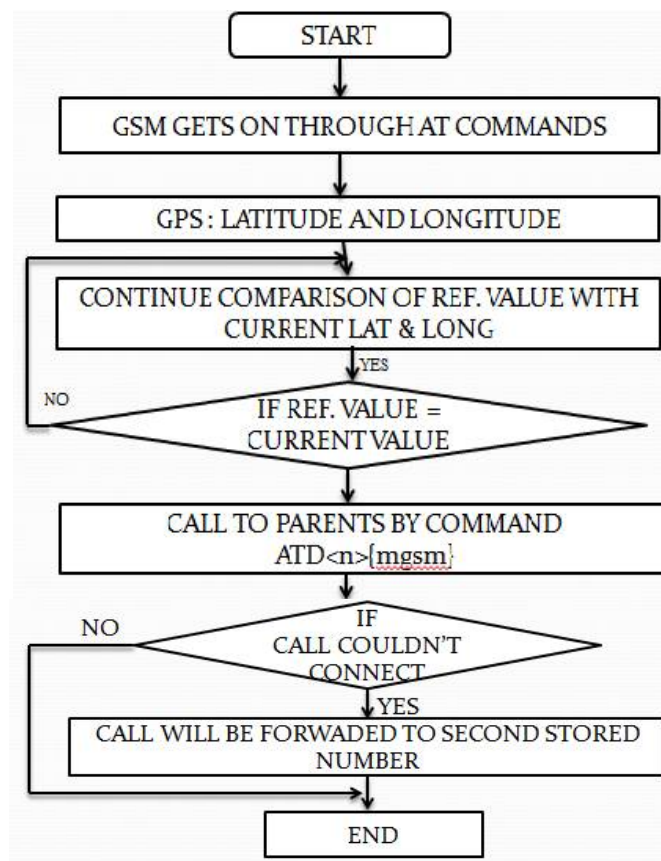 START
GSM GETS ON THROUGH AT COMMANDS
GPS : LATITUDE AND LONGITUDE
CONTINUE COMPARISON OF REF. VALUE WITH
CURRENT LAT & LONG
YES
NO
IF REF. VALUE =
CURRENT VALUE
CALL TO PARENTS BY COMMAND
ATD<n>{mgsm}
NO
IF
CALL COULDN'T
CONNECT
YES
CALL WILL BE FORWADED TO SECOND STORED
NUMBER
END